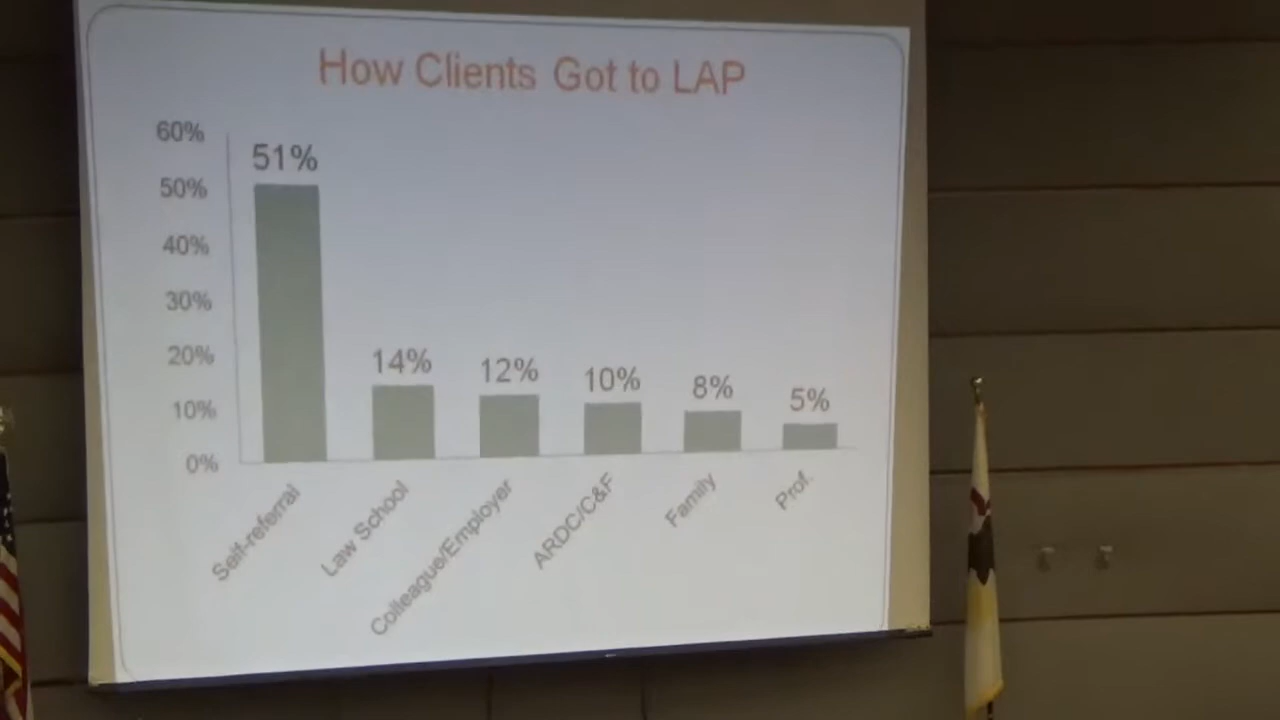 How Clients Got to LAP
60%
50%
40%
30%
20%
10%
0%
51%
14%
12%
10%
8%
5%
Self-referral
Law School
Colleague/Employer
ARDC/C&F
Family
Prof.